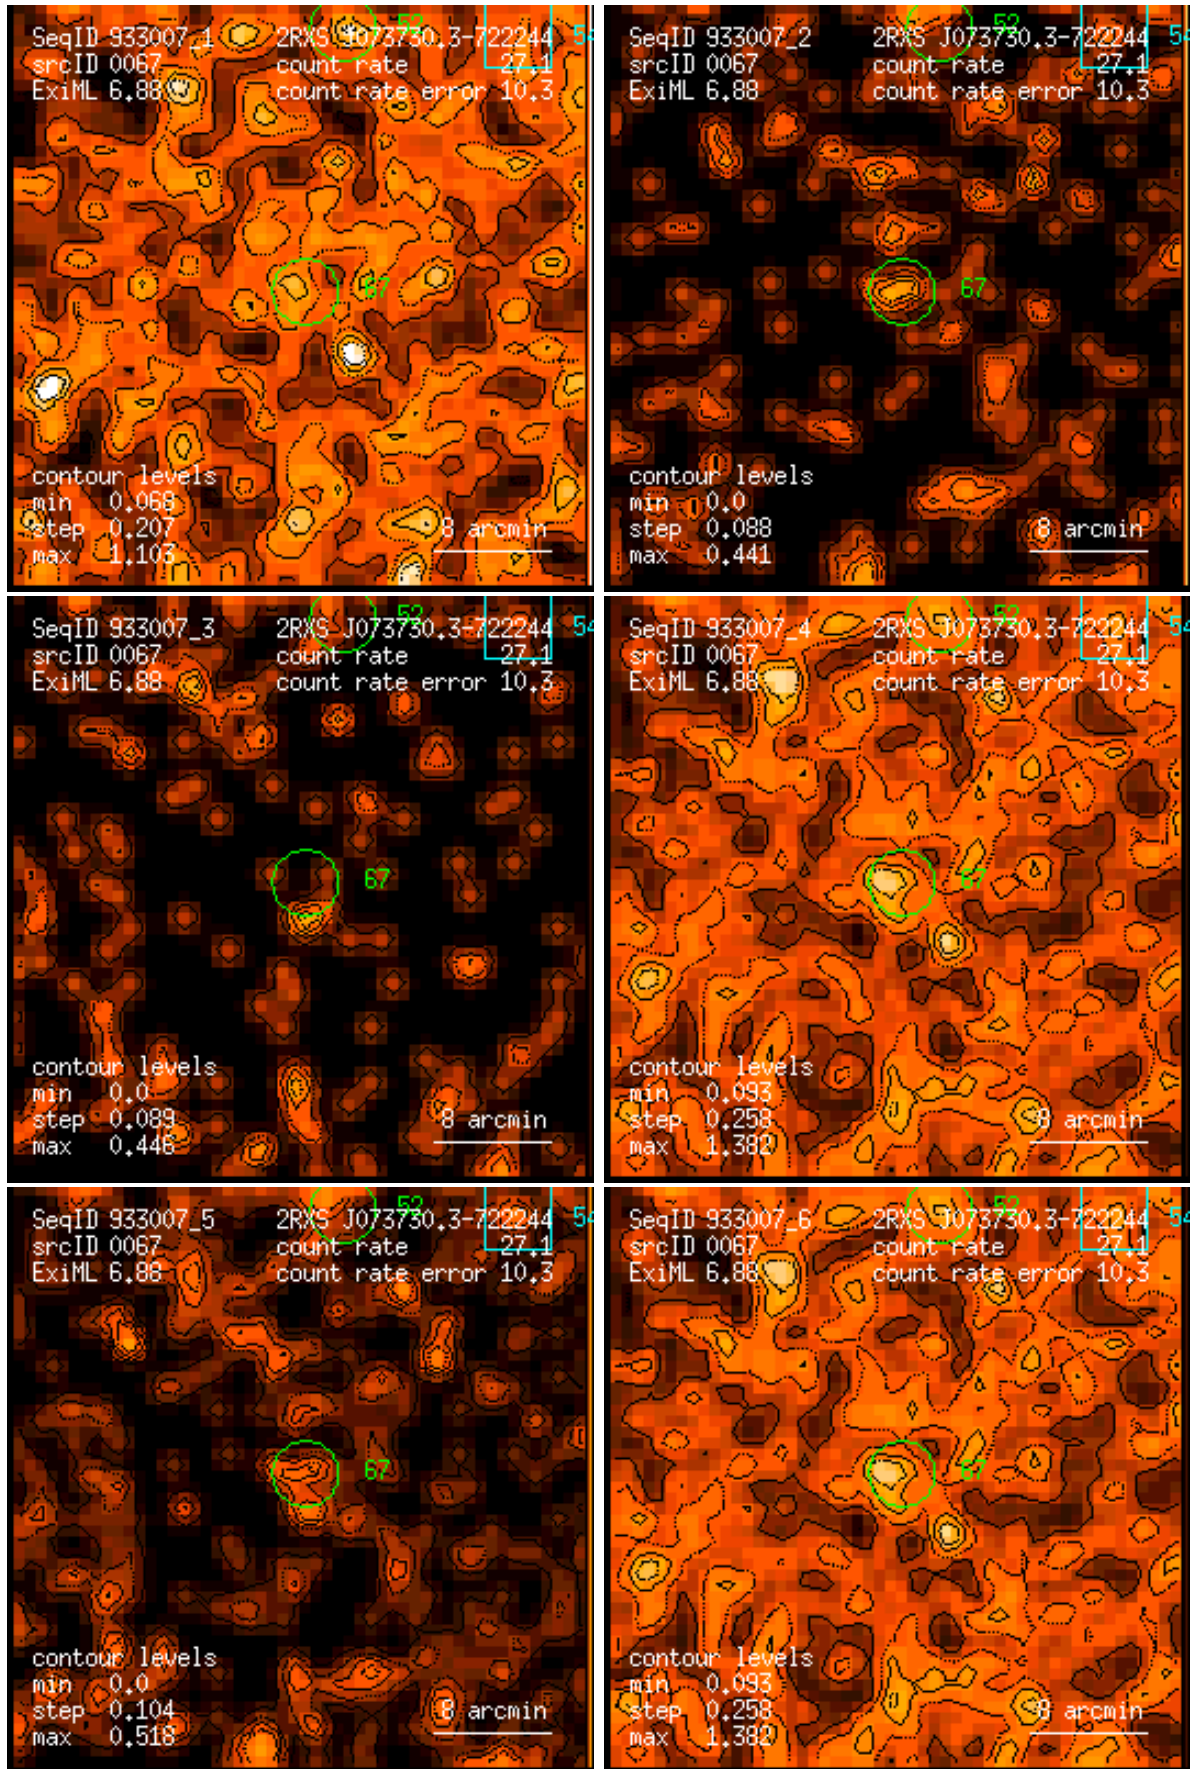 52
SeqID 933007_1 2RXS J073730.3-722244 54
srcID 0067 count rate 27.1
ExiML 6.88 count rate error 10.3
67
contour levels
min 0.068
step 0.207
max 1.103
8 arcmin
52
SeqID 933007_2 2RXS J073730.3-722244 54
srcID 0067 count rate 27.1
ExiML 6.88 count rate error 10.3
67
contour levels
min 0.0
step 0.088
max 0.441
8 arcmin
52
SeqID 933007_3 2RXS J073730.3-722244 54
srcID 0067 count rate 27.1
ExiML 6.88 count rate error 10.3
67
contour levels
min 0.0
step 0.089
max 0.446
8 arcmin
52
SeqID 933007_4 2RXS J073730.3-722244 54
srcID 0067 count rate 27.1
ExiML 6.88 count rate error 10.3
67
contour levels
min 0.093
step 0.258
max 1.382
8 arcmin
52
SeqID 933007_5 2RXS J073730.3-722244 54
srcID 0067 count rate 27.1
ExiML 6.88 count rate error 10.3
67
contour levels
min 0.0
step 0.104
max 0.518
8 arcmin
52
SeqID 933007_6 2RXS J073730.3-722244 54
srcID 0067 count rate 27.1
ExiML 6.88 count rate error 10.3
67
contour levels
min 0.093
step 0.258
max 1.382
8 arcmin